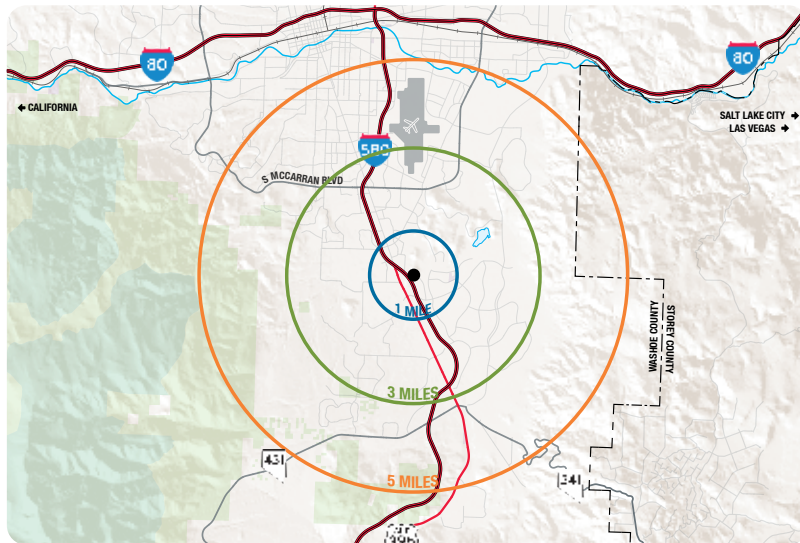 80
80
CALIFORNIA
SALT LAKE CITY
LAS VEGAS
580
S MCCARRAN BLVD
1 MILE
WASHOE COUNTY
STOREY COUNTY
3 MILES
431
5 MILES
341